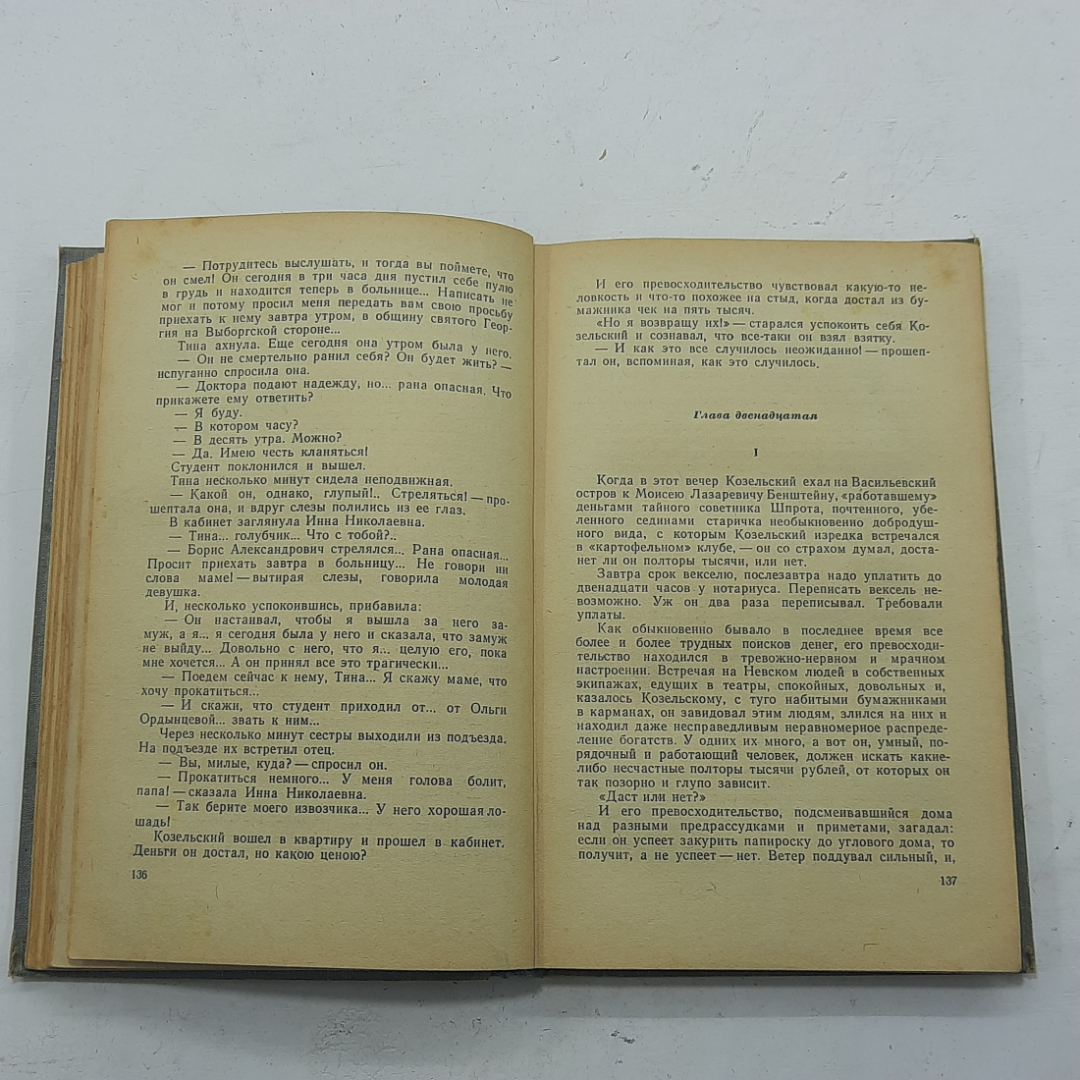 — Потрудитесь выслушать, и тогда вы поймете, что
он смел! Он сегодня в три часа дня пустил себе пулю
в грудь и находится теперь в больнице... Написать не
мог и потому просил меня передать вам свою просьбу
приехать к нему завтра утром, в общину святого Геор-
гия на Выборгской стороне...
Тина ахнула. Еще сегодня она утром была у него.
— Он не смертельно ранил себя? Он будет жить? —
испуганно спросила она.
— Доктора подают надежду, но... рана опасная. Что
прикажете ему ответить?
— Я буду.
— В котором часу?
— В десять утра. Можно?
— Да. Имею честь кланяться!
Студент поклонился и вышел.
Тина несколько минут сидела неподвижная.
— Какой он, однако, глупый!.. Стреляться! — про-
шептала она, и вдруг слезы полились из ее глаз.
В кабинет заглянула Инна Николаевна.
— Тина... голубчик... Что с тобой?..
— Борис Александрович стрелялся... Рана опасная...
Просит приехать завтра в больницу... Не говори ни
слова маме! — вытирая слезы, говорила молодая
девушка.
И, несколько успокоившись, прибавила:
— Он настаивал, чтобы я вышла за него за-
муж, а я... я сегодня была у него и сказала, что замуж
не выйду... Довольно с него, что я... целую его, пока
мне хочется... А он принял все это трагически...
— Поедем сейчас к нему, Тина... Я скажу маме, что
хочу прокатиться...
— И скажи, что студент приходил от... от Ольги
Ордынцевой... звать к ним...
Через несколько минут сестры выходили из подъезда.
На подъезде их встретил отец.
— Вы, милые, куда? — спросил он.
— Прокатиться немного... У меня голова болит,
папа! — сказала Инна Николаевна.
— Так берите моего извозчика... У него хорошая ло-
шадь!
Козельский вошел в квартиру и прошел в кабинет.
Деньги он достал, но какою ценою?
136
И его превосходительство чувствовал какую-то не-
ловкость и что-то похожее на стыд, когда достал из бу-
мажника чек на пять тысяч.
«Но я возвращу их!» — старался успокоить себя Ко-
зельский и сознавал, что все-таки он взял взятку.
— И как это все случилось неожиданно! — прошеп-
тал он, вспоминая, как это случилось.
Глава двенадцатая
I
Когда в этот вечер Козельский ехал на Васильевский
остров к Моисею Лазаревичу Бенштейну, «работавшему»
деньгами тайного советника Шпрота, почтенного, убе-
ленного сединами старичка необыкновенно добродуш-
ного вида, с которым Козельский изредка встречался
в «картофельном» клубе, — он со страхом думал, доста-
нет ли он полторы тысячи, или нет.
Завтра срок векселю, послезавтра надо уплатить до
двенадцати часов у нотариуса. Переписать вексель не-
возможно. Уж он два раза переписывал. Требовали
уплаты.
Как обыкновенно бывало в последнее время все
более и более трудных поисков денег, его превосходи-
тельство находился в тревожно-нервном и мрачном
настроении. Встречая на Невском людей в собственных
экипажах, едущих в театры, спокойных, довольных и,
казалось Козельскому, с туго набитыми бумажниками
в карманах, он завидовал этим людям, злился на них и
находил даже несправедливым неравномерное распреде-
ление богатств. У одних их много, а вот он, умный, по-
рядочный и работающий человек, должен искать какие-
либо несчастные полторы тысячи рублей, от которых он
так позорно и глупо зависит.
«Даст или нет?»
И его превосходительство, подсмеивавшийся дома
над разными предрассудками и приметами, загадал:
если он успеет закурить папироску до углового дома, то
получит, а не успеет — нет. Ветер поддувал сильный, и,
137